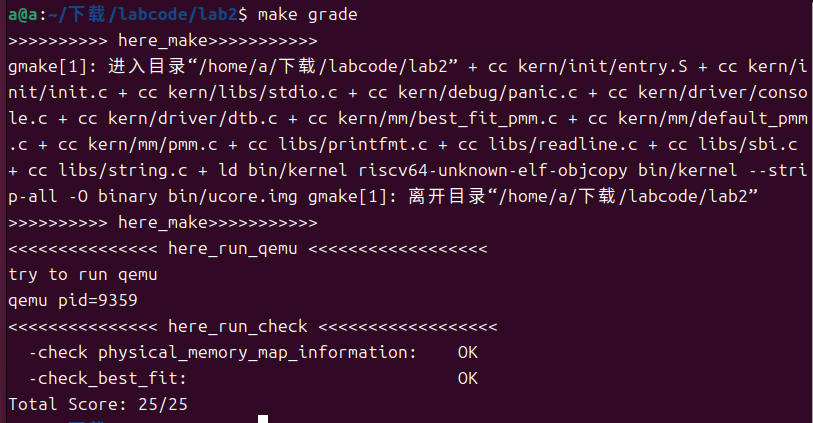 a@a:~/下载/labcode/lab2$ make grade
>>>>>>>>>> here_make>>>>>>>>>>>
gmake[1]: 进入目录“/home/a/下载/labcode/lab2” + cc kern/init/entry.S + cc kern/i
nit/init.c + cc kern/libs/stdio.c + cc kern/debug/panic.c + cc kern/driver/conso
le.c + cc kern/driver/dtb.c + cc kern/mm/best_fit_pmm.c + cc kern/mm/default_pmm
.c + cc kern/mm/pmm.c + cc libs/printfmt.c + cc libs/readline.c + cc libs/sbi.c
+ cc libs/string.c + ld bin/kernel riscv64-unknown-elf-objcopy bin/kernel --stri
p-all -O binary bin/ucore.img gmake[1]: 离开目录“/home/a/下载/labcode/lab2”
>>>>>>>>>> here_make>>>>>>>>>>>
<<<<<<<<<<<<<<< here_run_qemu <<<<<<<<<<<<<<<<<<
try to run qemu
qemu pid=9359
<<<<<<<<<<<<<<< here_run_check <<<<<<<<<<<<<<<<<<
  -check physical_memory_map_information:    OK
  -check_best_fit:                           OK
Total Score: 25/25